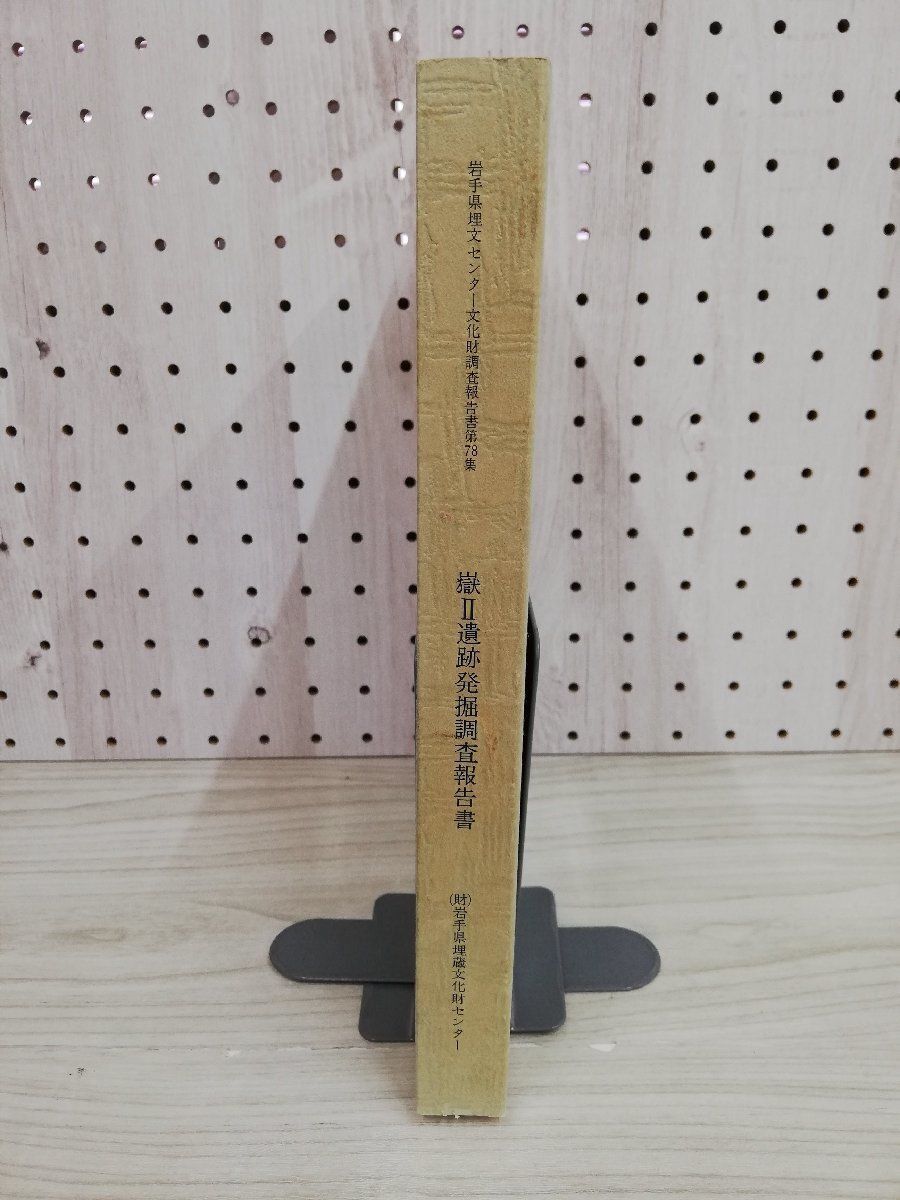 岩手県埋文センター文化財調査報告書第78集
嶽Ⅱ遺跡発掘調査報告書
(財)岩手県埋蔵文化財センター